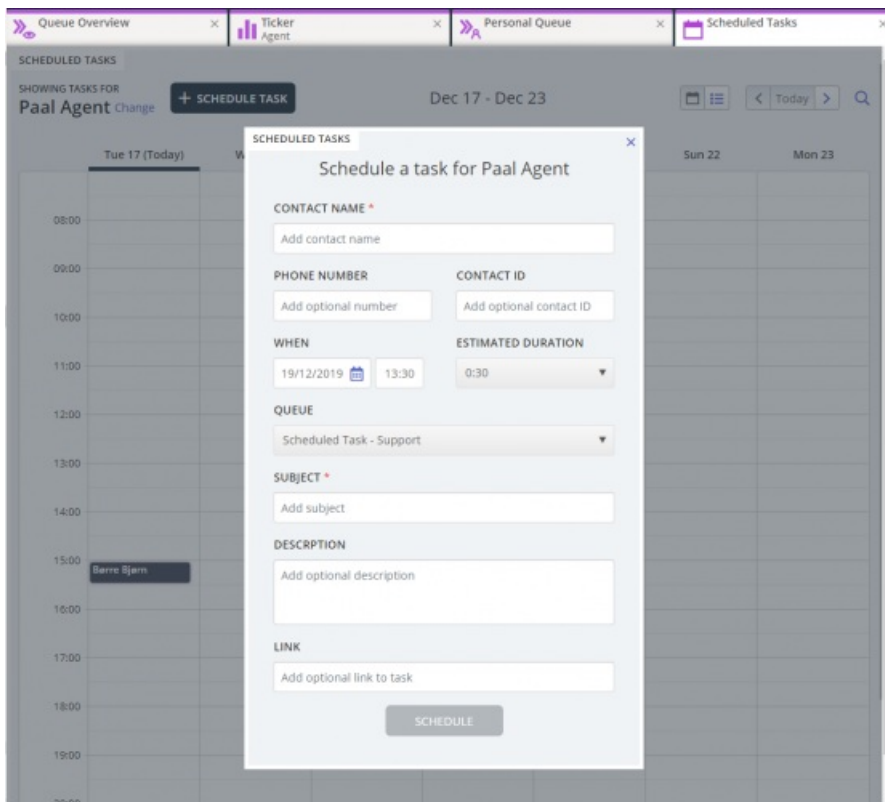 Queue Overview
Ticker
Agent
Personal Queue
Scheduled Tasks
SCHEDULED TASKS
SHOWING TASKS FOR
Paal Agent Change
+ SCHEDULE TASK
Dec 17 - Dec 23
Today
Tue 17 (Today)
W
Sun 22
Mon 23
08:00
09:00
10:00
11:00
12:00
13:00
14:00
15:00
Børre Bjørn
16:00
17:00
18:00
19:00
20:00
SCHEDULED TASKS
Schedule a task for Paal Agent
CONTACT NAME *
Add contact name
PHONE NUMBER
CONTACT ID
Add optional number
Add optional contact ID
WHEN
ESTIMATED DURATION
19/12/2019
13:30
0:30
QUEUE
Scheduled Task - Support
SUBJECT *
Add subject
DESCRPTION
Add optional description
LINK
Add optional link to task
SCHEDULE